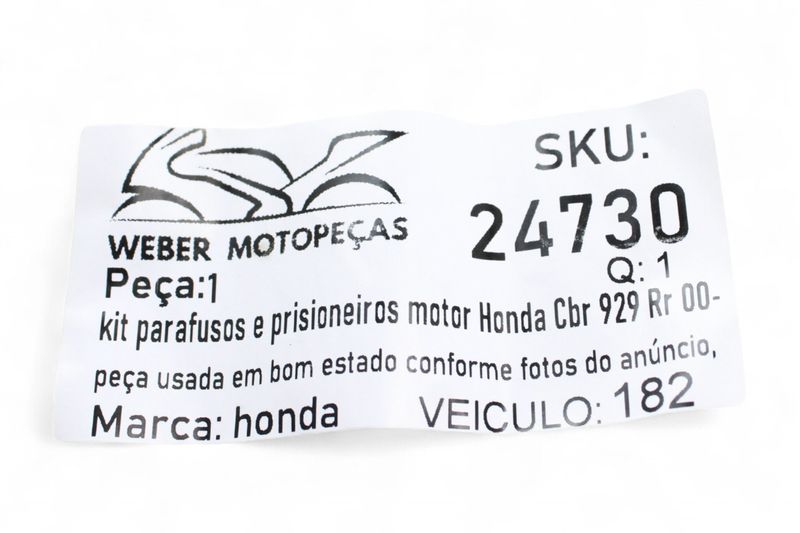 WEBER MOTOPEÇAS
SKU:
24730
Q: 1
Peça:1
kit parafusos e prisioneiros motor Honda Cbr 929 Rr 00-
peça usada em bom estado conforme fotos do anúncio,
Marca: honda
VEICULO: 182